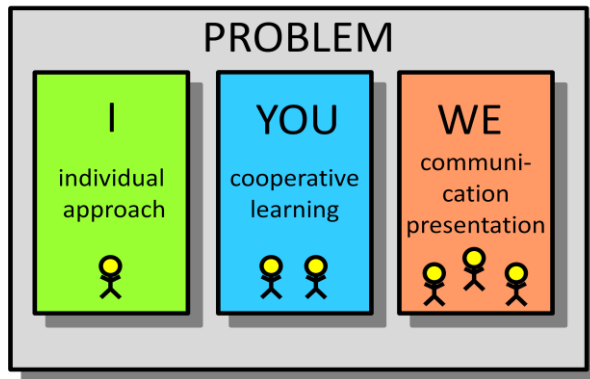 PROBLEM
I
individual
approach
YOU
cooperative
learning
WE
communi-
cation
presentation